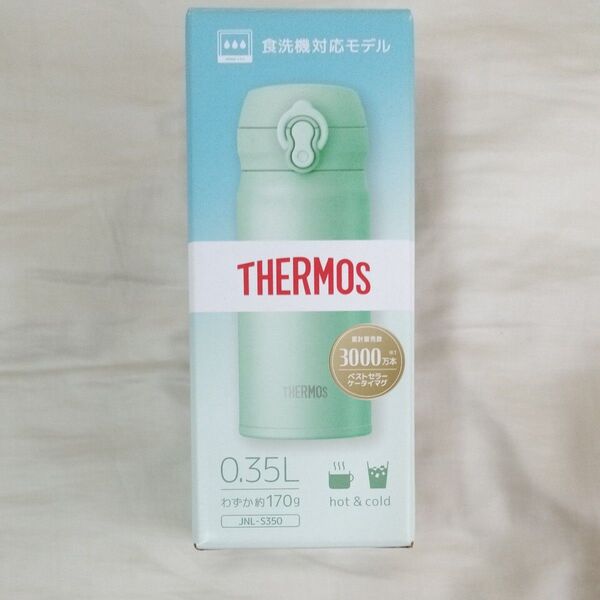 食洗機対応モデル
THERMOS
累計販売数
3000万本※1
ベストセラー
ケータイマグ
THERMOS
0.35L
わずか約170g
JNL-S350
hot & cold